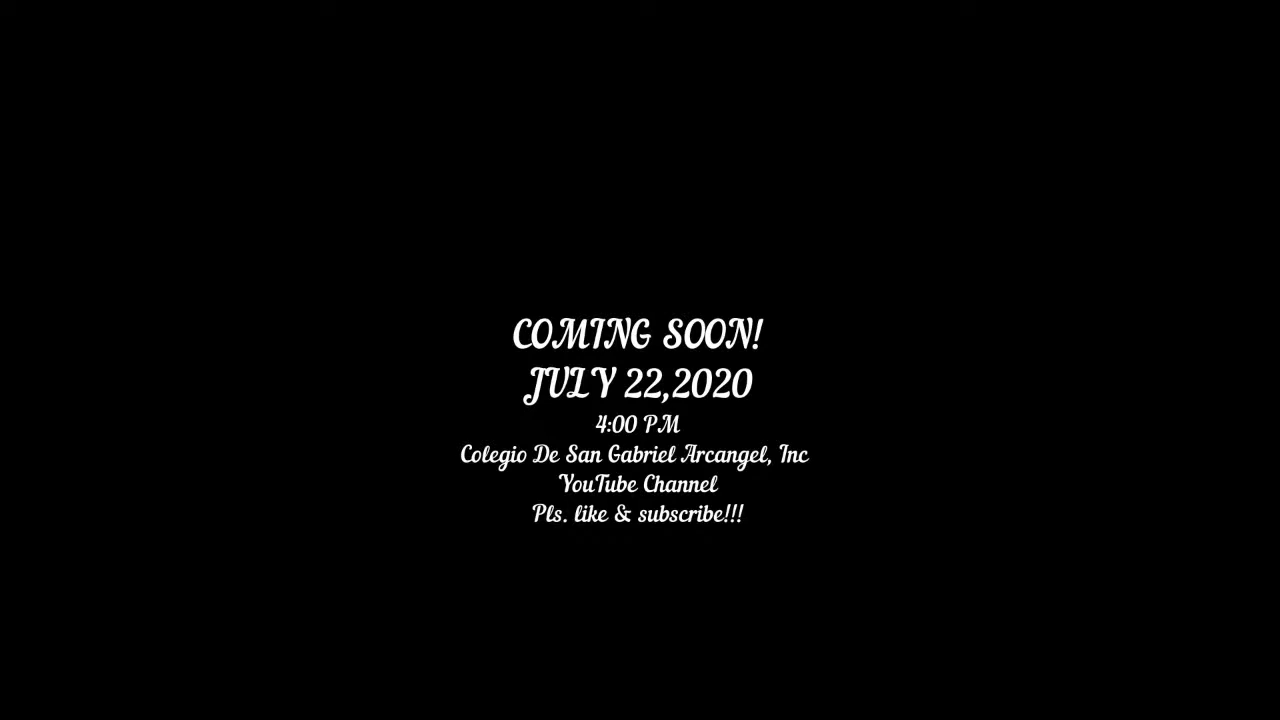 COMING SOON!
JULY 22,2020
4:00 PM
Colegio De San Gabriel Arcangel, Inc
YouTube Channel
Pls. like & subscribe!!!